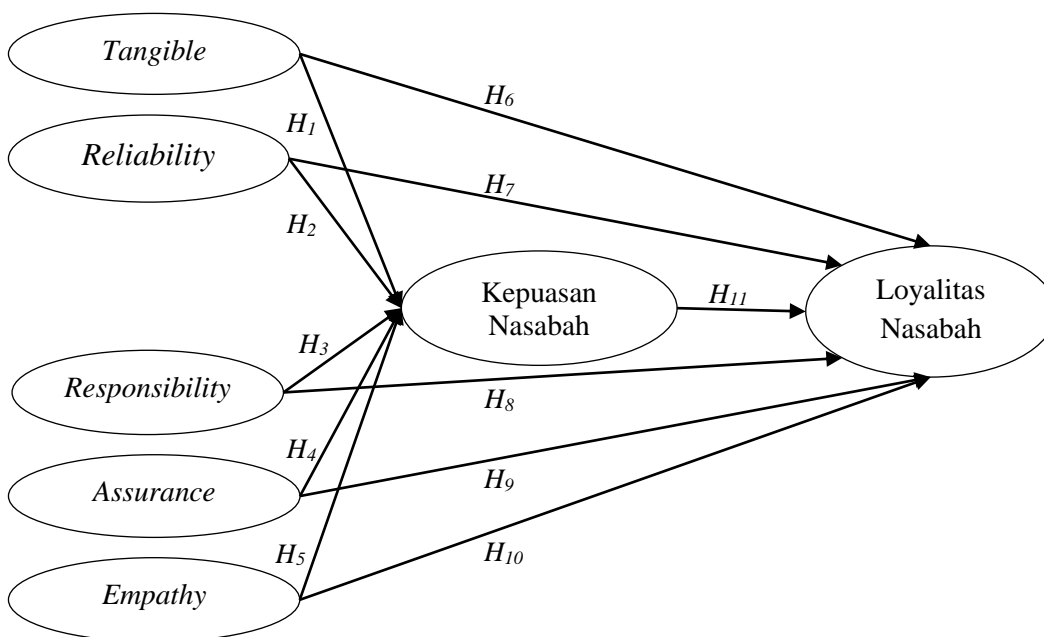 Tangible
H6
H1
Reliability
H7
H2
Kepuasan
Nasabah
H11
Loyalitas
Nasabah
H3
Responsibility
H8
H4
Assurance
H9
H5
H10
Empathy